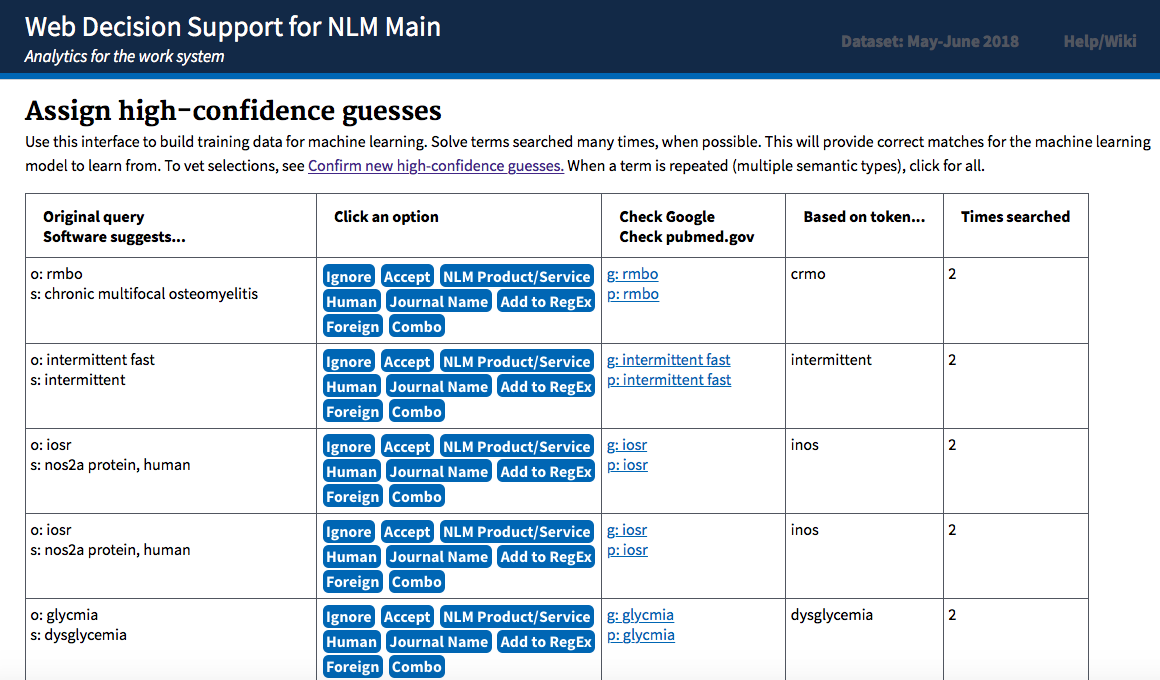 Web Decision Support for NLM Main
Analytics for the work system
Dataset: May-June 2018 Help/Wiki
Assign high-confidence guesses
Use this interface to build training data for machine learning. Solve terms searched many times, when possible. This will provide correct matches for the machine learning
model to learn from. To vet selections, see Confirm new high-confidence guesses. When a term is repeated (multiple semantic types), click for all.
Original query
Software suggests...
Click an option
Check Google
Check pubmed.gov
Based on token...
Times searched
o: rmbo
s: chronic multifocal osteomyelitis
Ignore Accept NLM Product/Service
Human Journal Name Add to RegEx
Foreign Combo
g: rmbo
p: rmbo
crmo
2
o: intermittent fast
s: intermittent
Ignore Accept NLM Product/Service
Human Journal Name Add to RegEx
Foreign Combo
g: intermittent fast
p: intermittent fast
intermittent
2
o: iosr
s: nos2a protein, human
Ignore Accept NLM Product/Service
Human Journal Name Add to RegEx
Foreign Combo
g: iosr
p: iosr
inos
2
o: iosr
s: nos2a protein, human
Ignore Accept NLM Product/Service
Human Journal Name Add to RegEx
Foreign Combo
g: iosr
p: iosr
inos
2
o: glycmia
s: dysglycemia
Ignore Accept NLM Product/Service
Human Journal Name Add to RegEx
Foreign Combo
g: glycmia
p: glycmia
dysglycemia
2